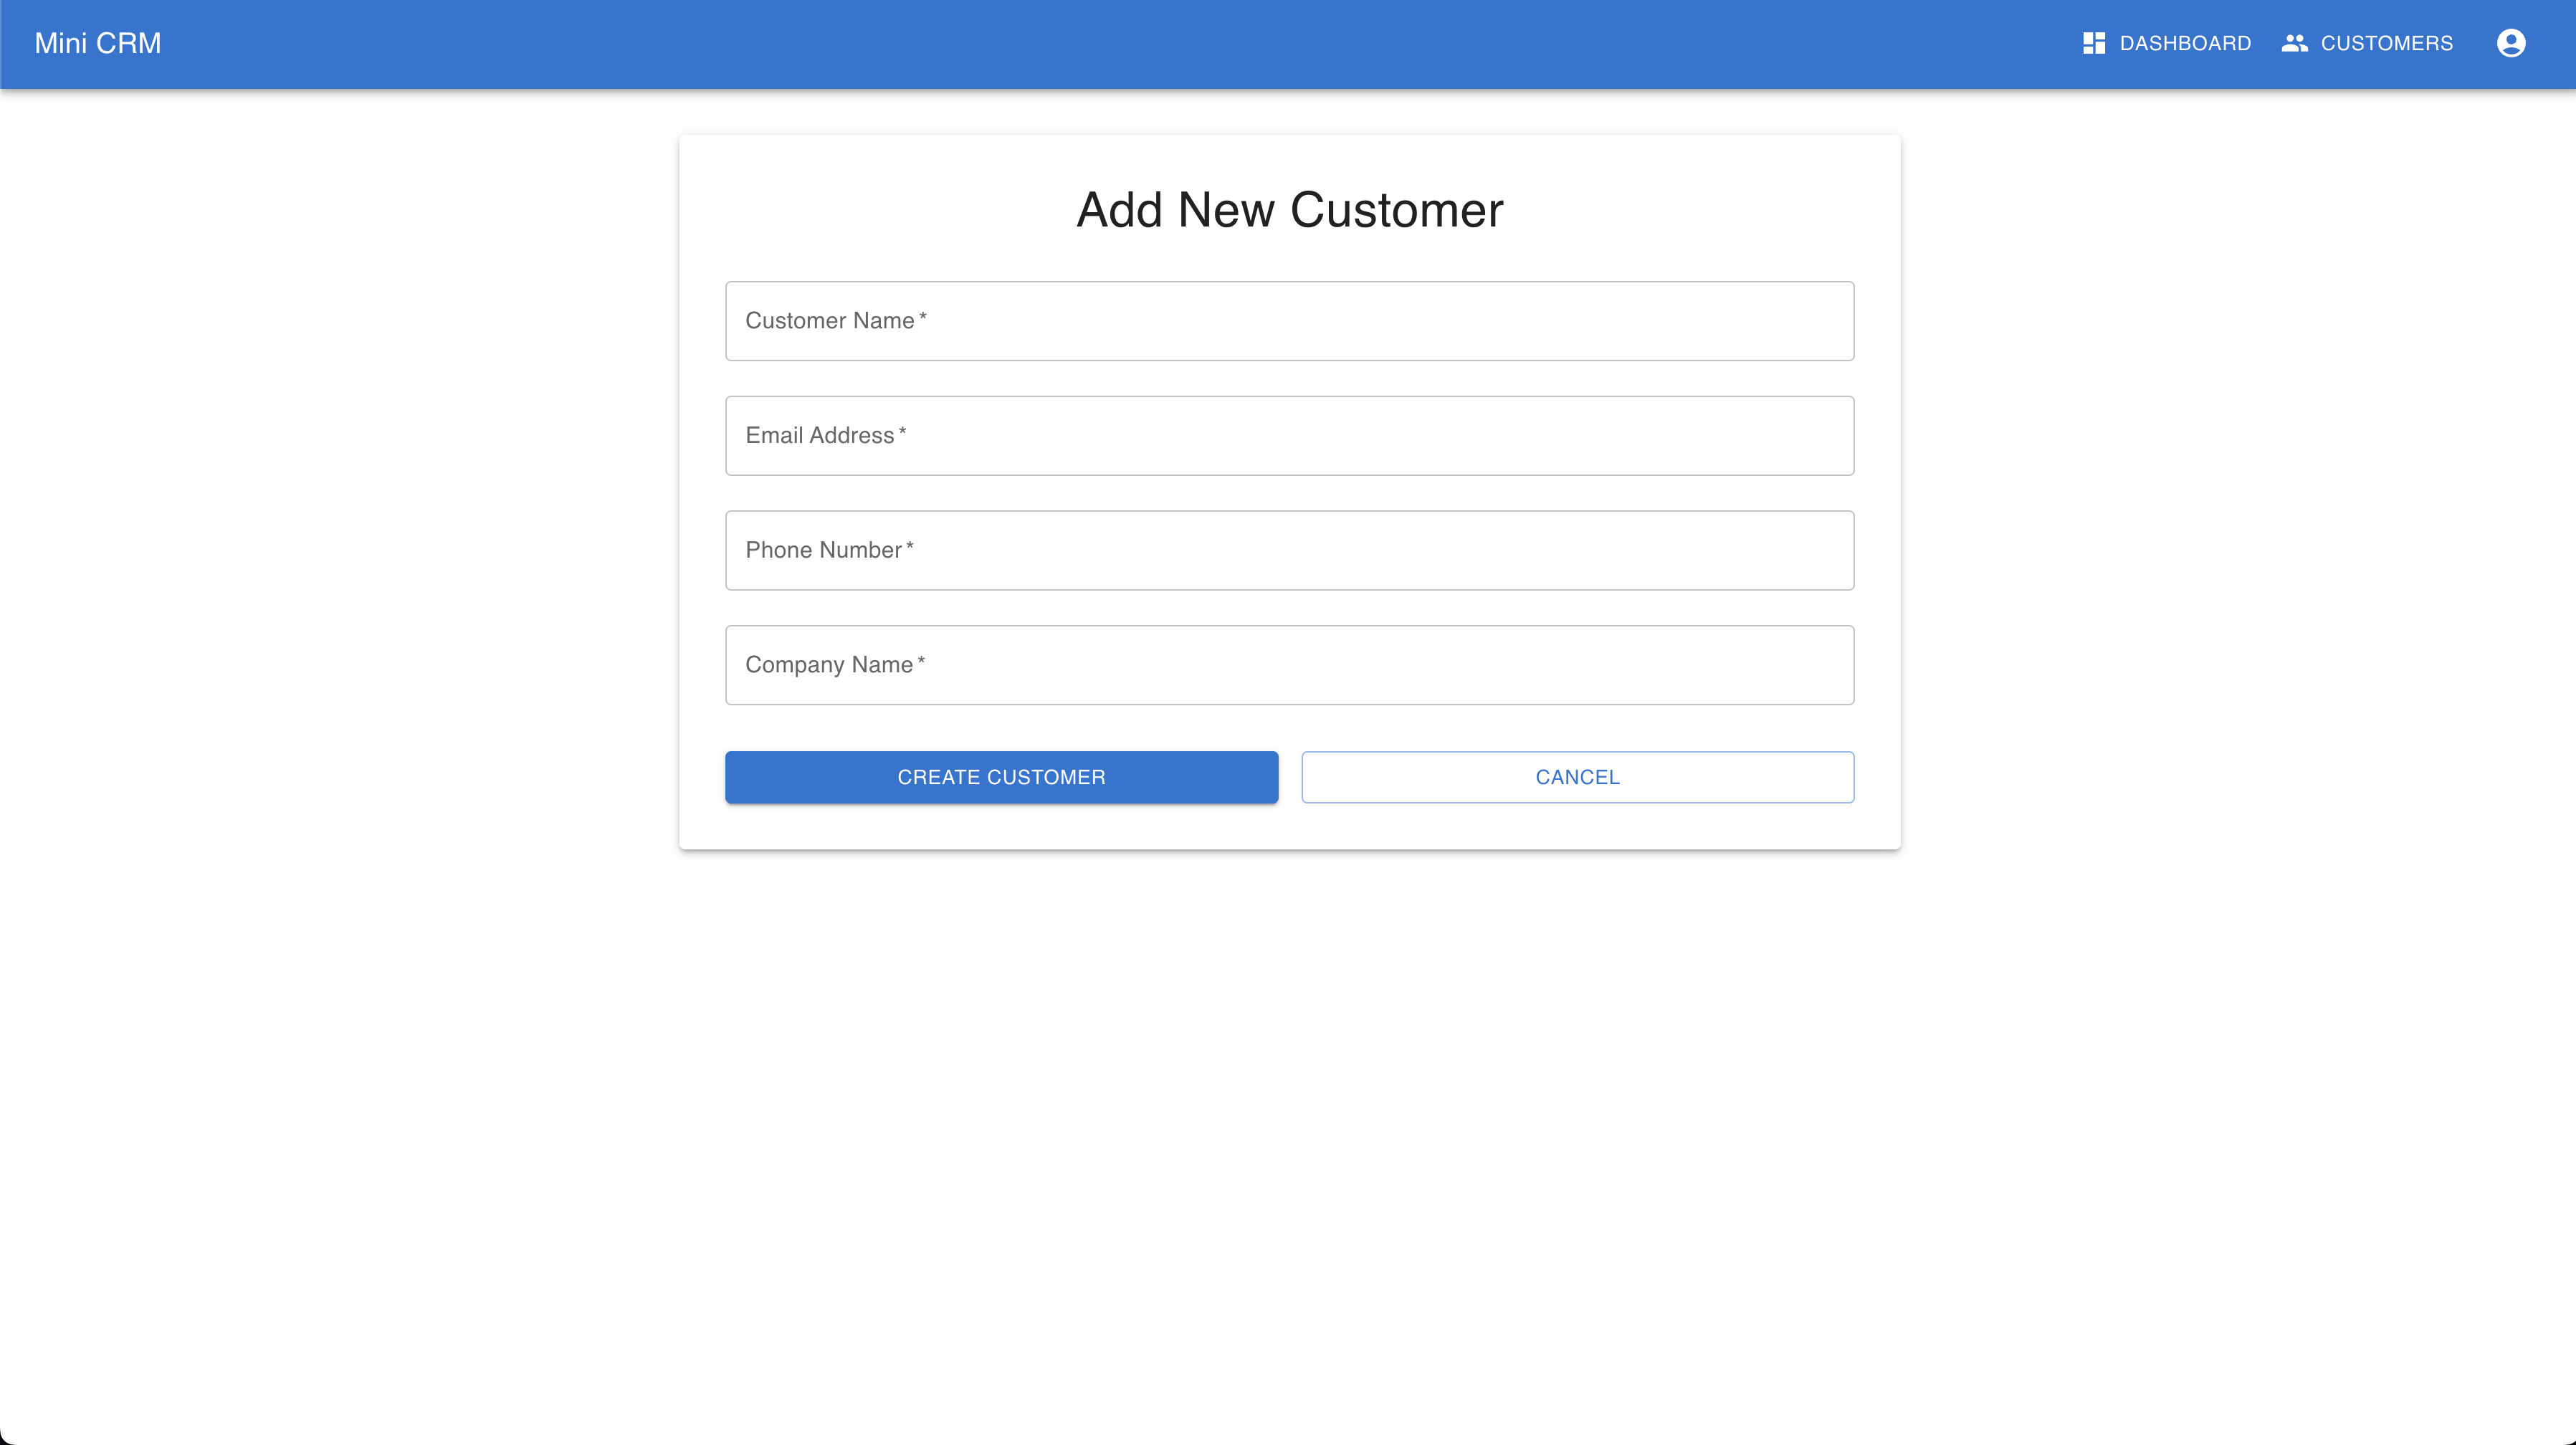 Mini CRM
DASHBOARD
CUSTOMERS
Add New Customer
Customer Name *
Email Address *
Phone Number *
Company Name *
CREATE CUSTOMER
CANCEL